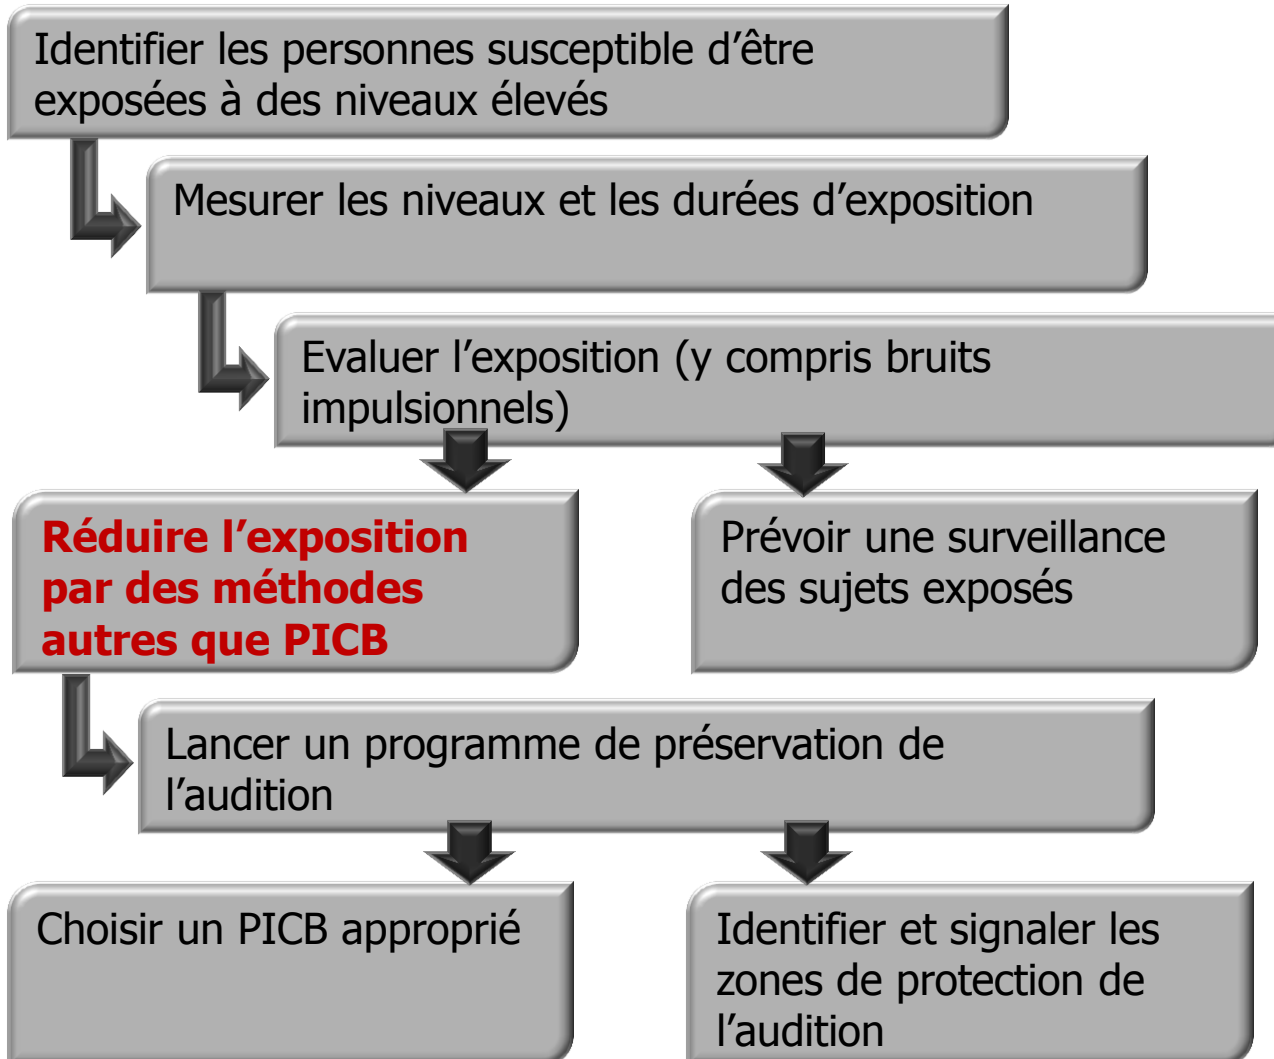 Identifier les personnes susceptible d’être
exposées à des niveaux élevés
Mesurer les niveaux et les durées d’exposition
Evaluer l’exposition (y compris bruits
impulsionnels)
Réduire l’exposition
par des méthodes
autres que PICB
Prévoir une surveillance
des sujets exposés
Lancer un programme de préservation de
l’audition
Choisir un PICB approprié
Identifier et signaler les
zones de protection de
l’audition